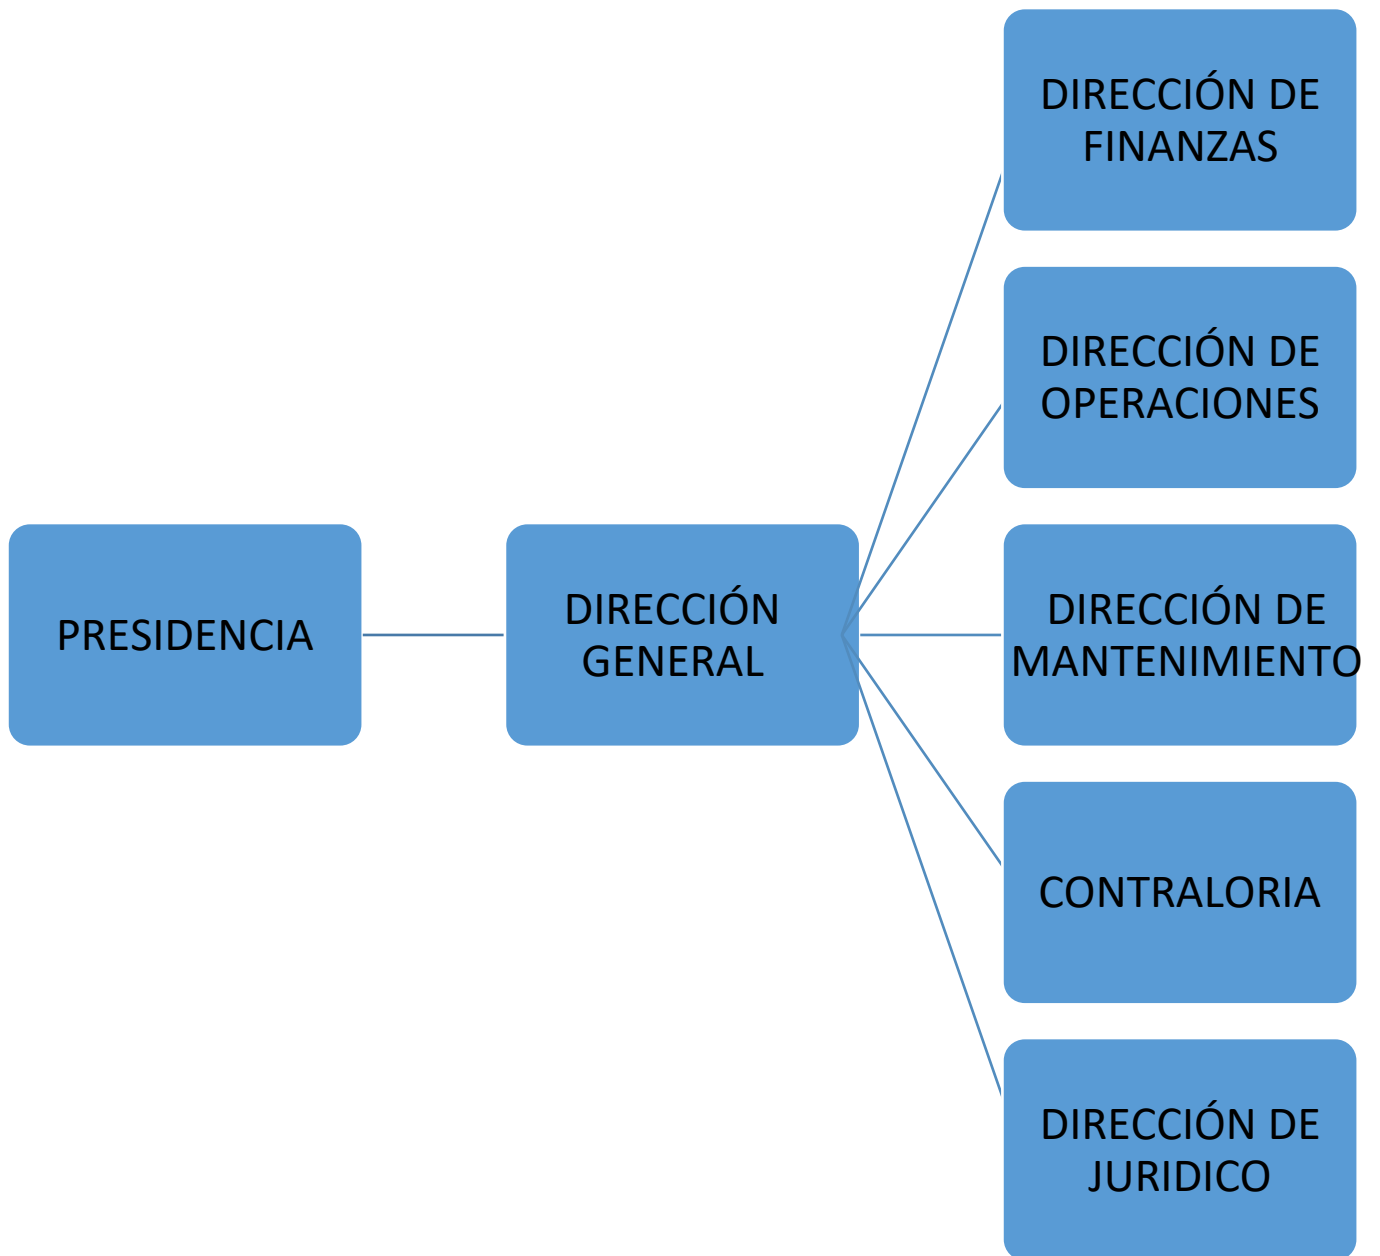 PRESIDENCIA
DIRECCIÓN
GENERAL
DIRECCIÓN DE
FINANZAS
DIRECCIÓN DE
OPERACIONES
DIRECCIÓN DE
MANTENIMIENTO
CONTRALORIA
DIRECCIÓN DE
JURIDICO